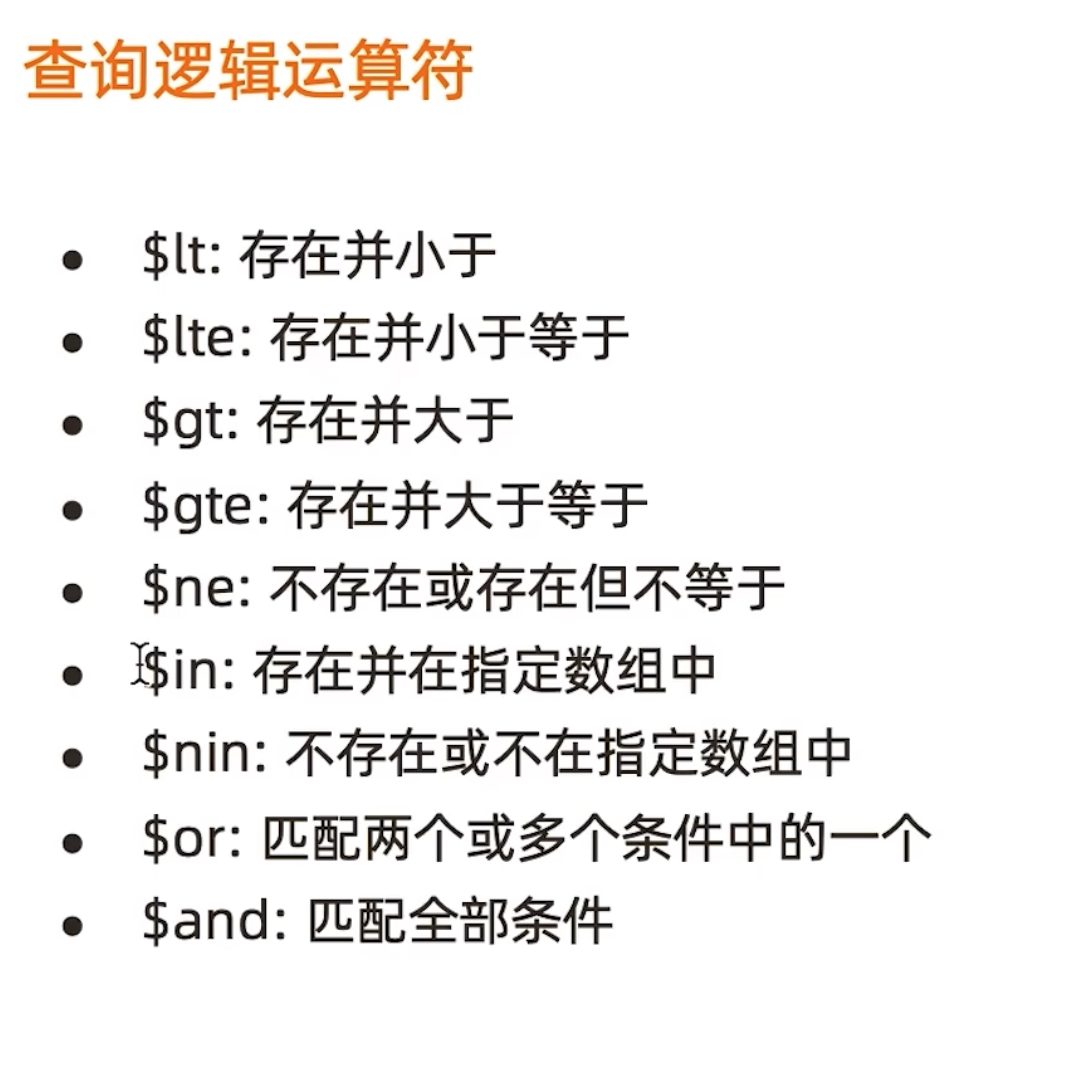 查询逻辑运算符
• $lt: 存在并小于
• $lte: 存在并小于等于
• $gt: 存在并大于
• $gte: 存在并大于等于
• $ne: 不存在或存在但不等于
• $in: 存在并在指定数组中
• $nin: 不存在或不在指定数组中
• $or: 匹配两个或多个条件中的一个
• $and: 匹配全部条件